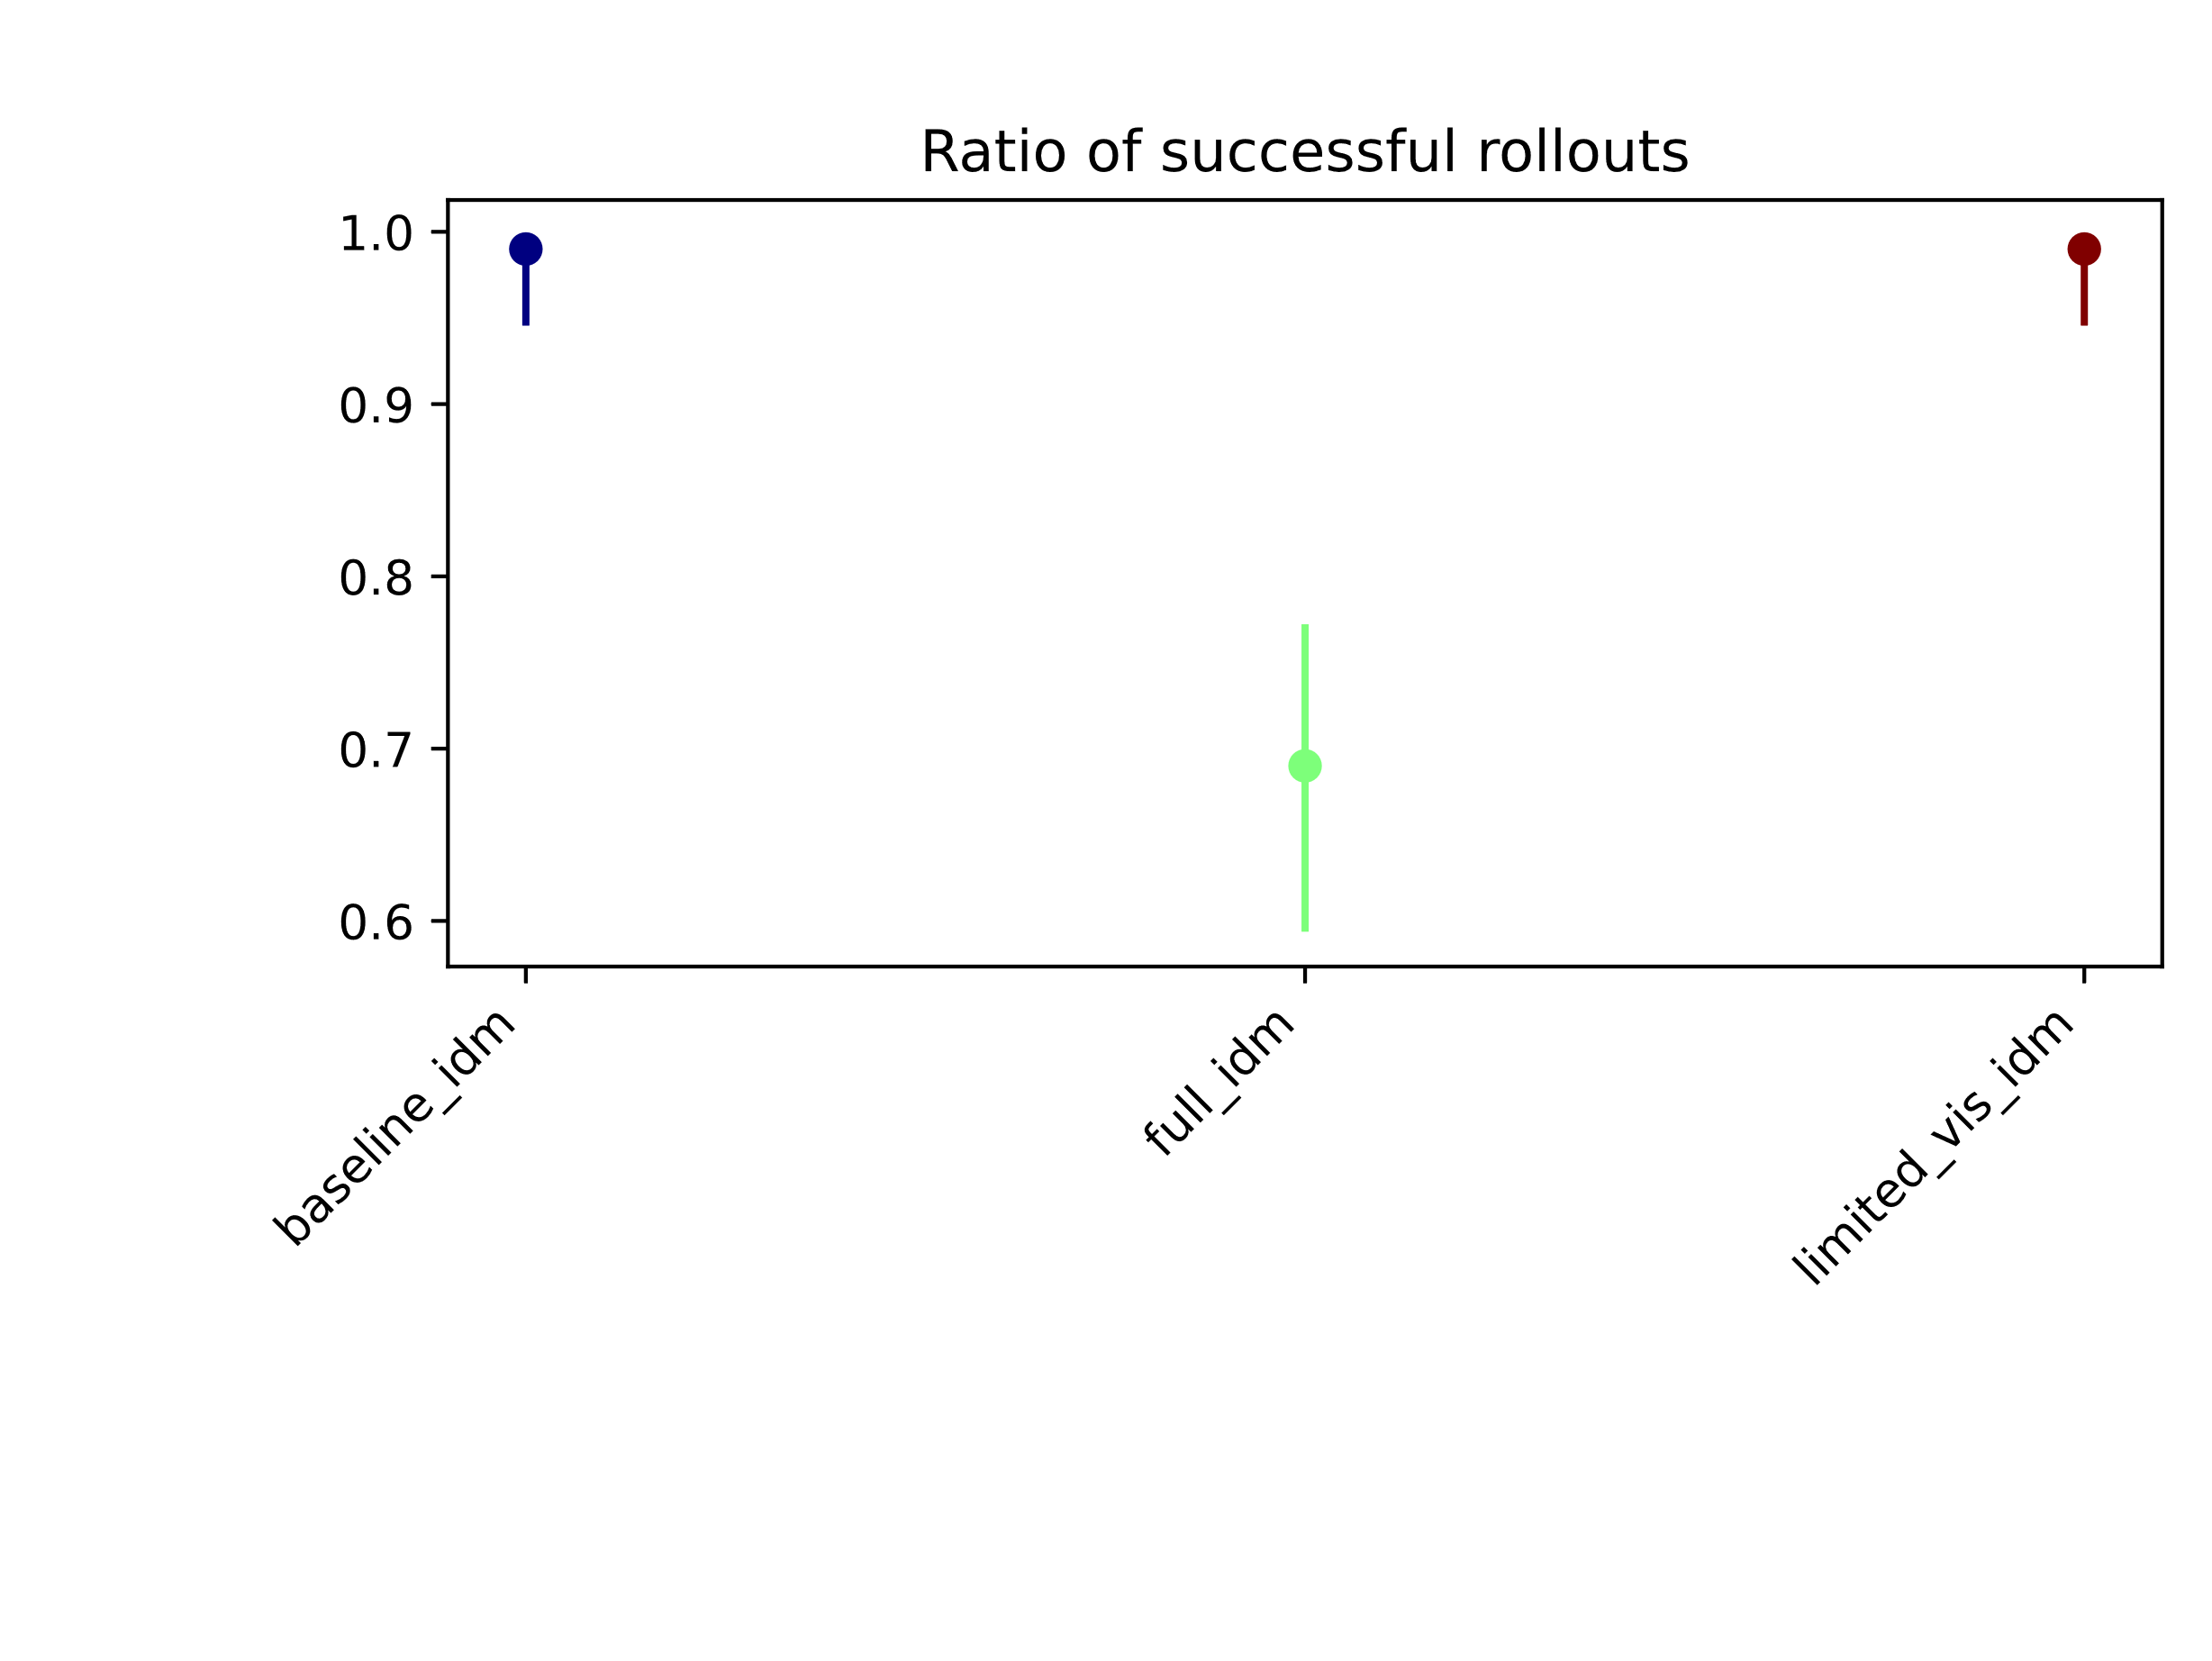 Ratio of successful rollouts
1.0
0.9
0.8
0.7
0.6
baseline_idm
full_idm
limited_vis_idm